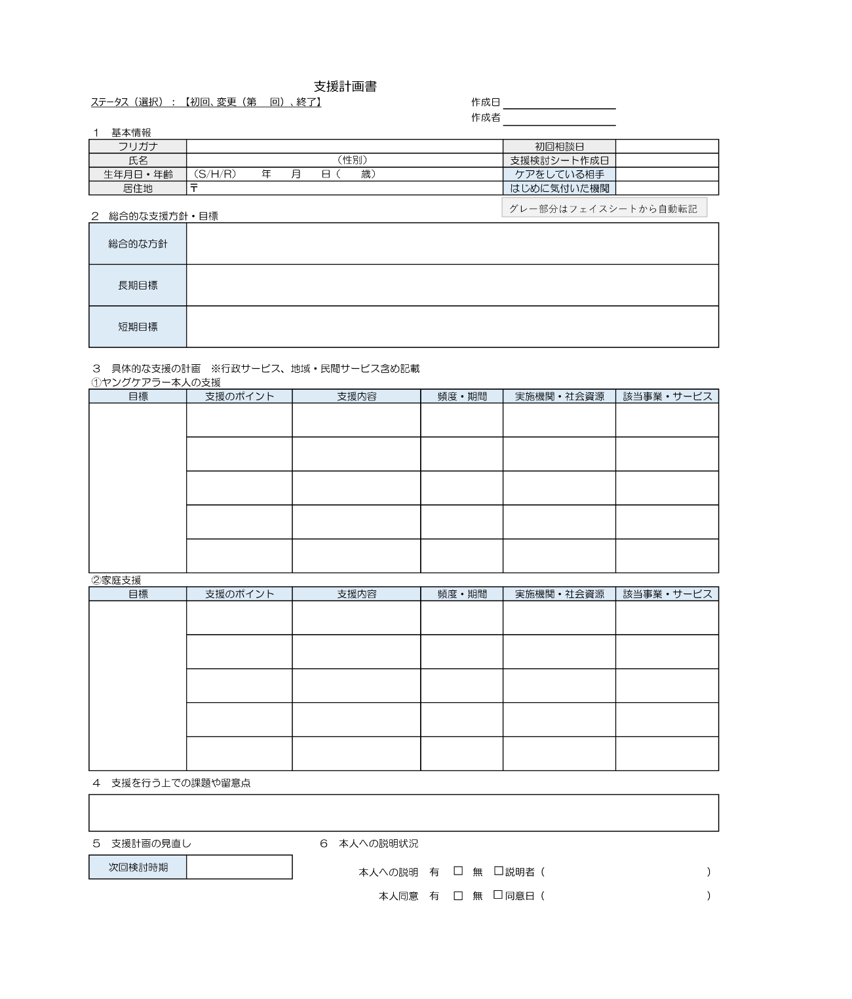 支援計画書
ステータス（選択）：【初回、変更（第　回）、終了】　作成日
作成者
１　基本情報
フリガナ　初回相談日
氏名　（性別）　支援検討シート作成日
生年月日・年齢　（S/H/R）　年　月　日（　歳）　ケアをしている相手
居住地　〒　はじめに気付いた機関
グレー部分はフェイスシートから自動転記
２　総合的な支援方針・目標
総合的な方針
長期目標
短期目標
３　具体的な支援の計画　※行政サービス、地域・民間サービス含め記載
①ヤングケアラー本人の支援
目標　支援のポイント　支援内容　頻度・期間　実施機関・社会資源　該当事業・サービス
②家庭支援
目標　支援のポイント　支援内容　頻度・期間　実施機関・社会資源　該当事業・サービス
４　支援を行う上での課題や留意点
５　支援計画の見直し　６　本人への説明状況
次回検討時期
本人への説明　有　□　無　□説明者（　）
本人同意　有　□　無　□同意日（　）